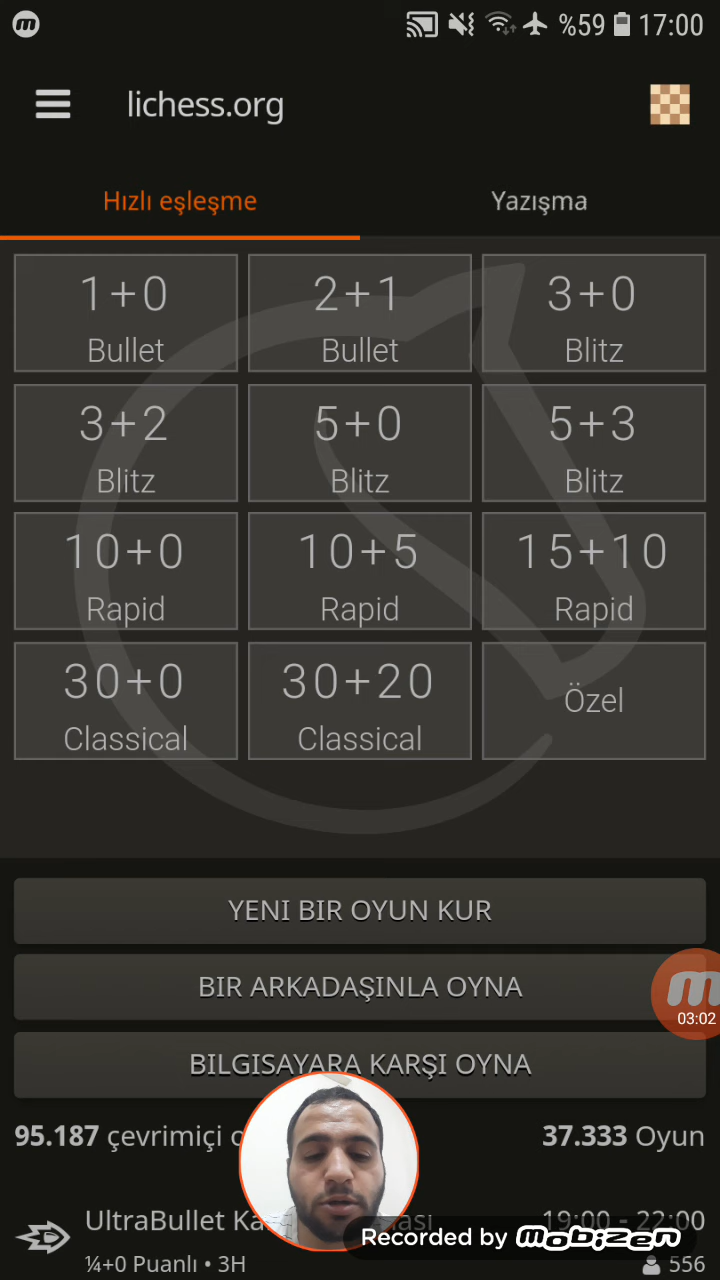 %59 17:00
lichess.org
Hızlı eşleşme Yazışma
1+0 2+1 3+0
Bullet Bullet Blitz
3+2 5+0 5+3
Blitz Blitz Blitz
10+0 10+5 15+10
Rapid Rapid Rapid
30+0 30+20 Özel
Classical Classical
YENI BIR OYUN KUR
BIR ARKADAŞINLA OYNA
03:02
BILGISAYARA KARŞI OYNA
95.187 çevrimiçi 37.333 Oyun
UltraBullet 19:00 - 22:00
Recorded by mobizen
¼+0 Puanlı • 3H 556